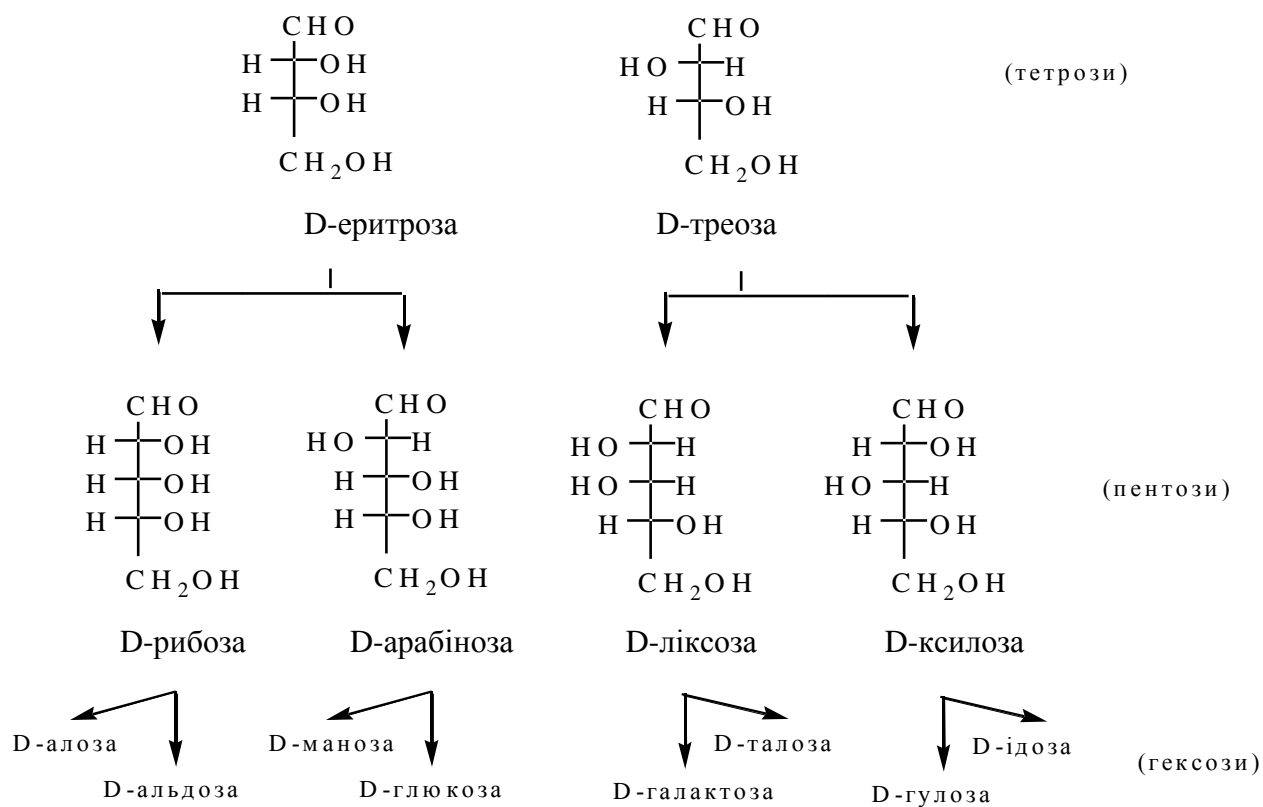 CHO CHO
H OH HO H (тетрози)
H OH H OH
CH2OH CH2OH
D-еритроза D-треоза
CHO CHO CHO CHO
H OH HO H HO H H OH
H OH H OH HO H HO H (пентози)
H OH H OH H OH H OH
CH2OH CH2OH CH2OH CH2OH
D-рибоза D-арабіноза D-ліксоза D-ксилоза
D-алоза D-маноза D-талоза D-ідоза (гексози)
D-альдоза D-глюкоза D-галактоза D-гулоза